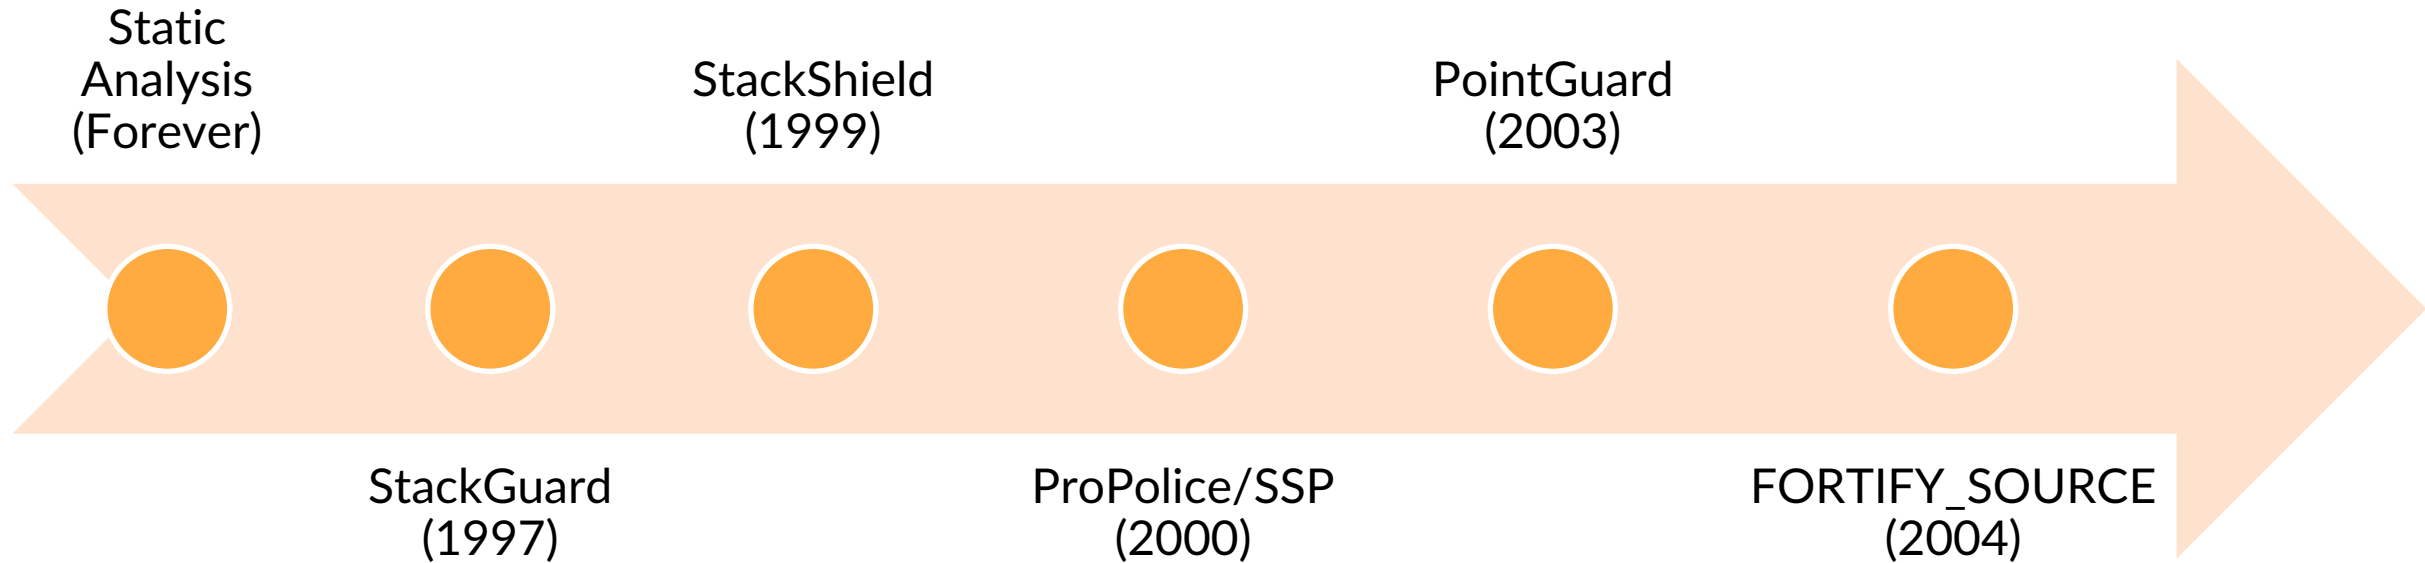 Static
Analysis
(Forever)
StackGuard
(1997)
StackShield
(1999)
ProPolice/SSP
(2000)
PointGuard
(2003)
FORTIFY_SOURCE
(2004)